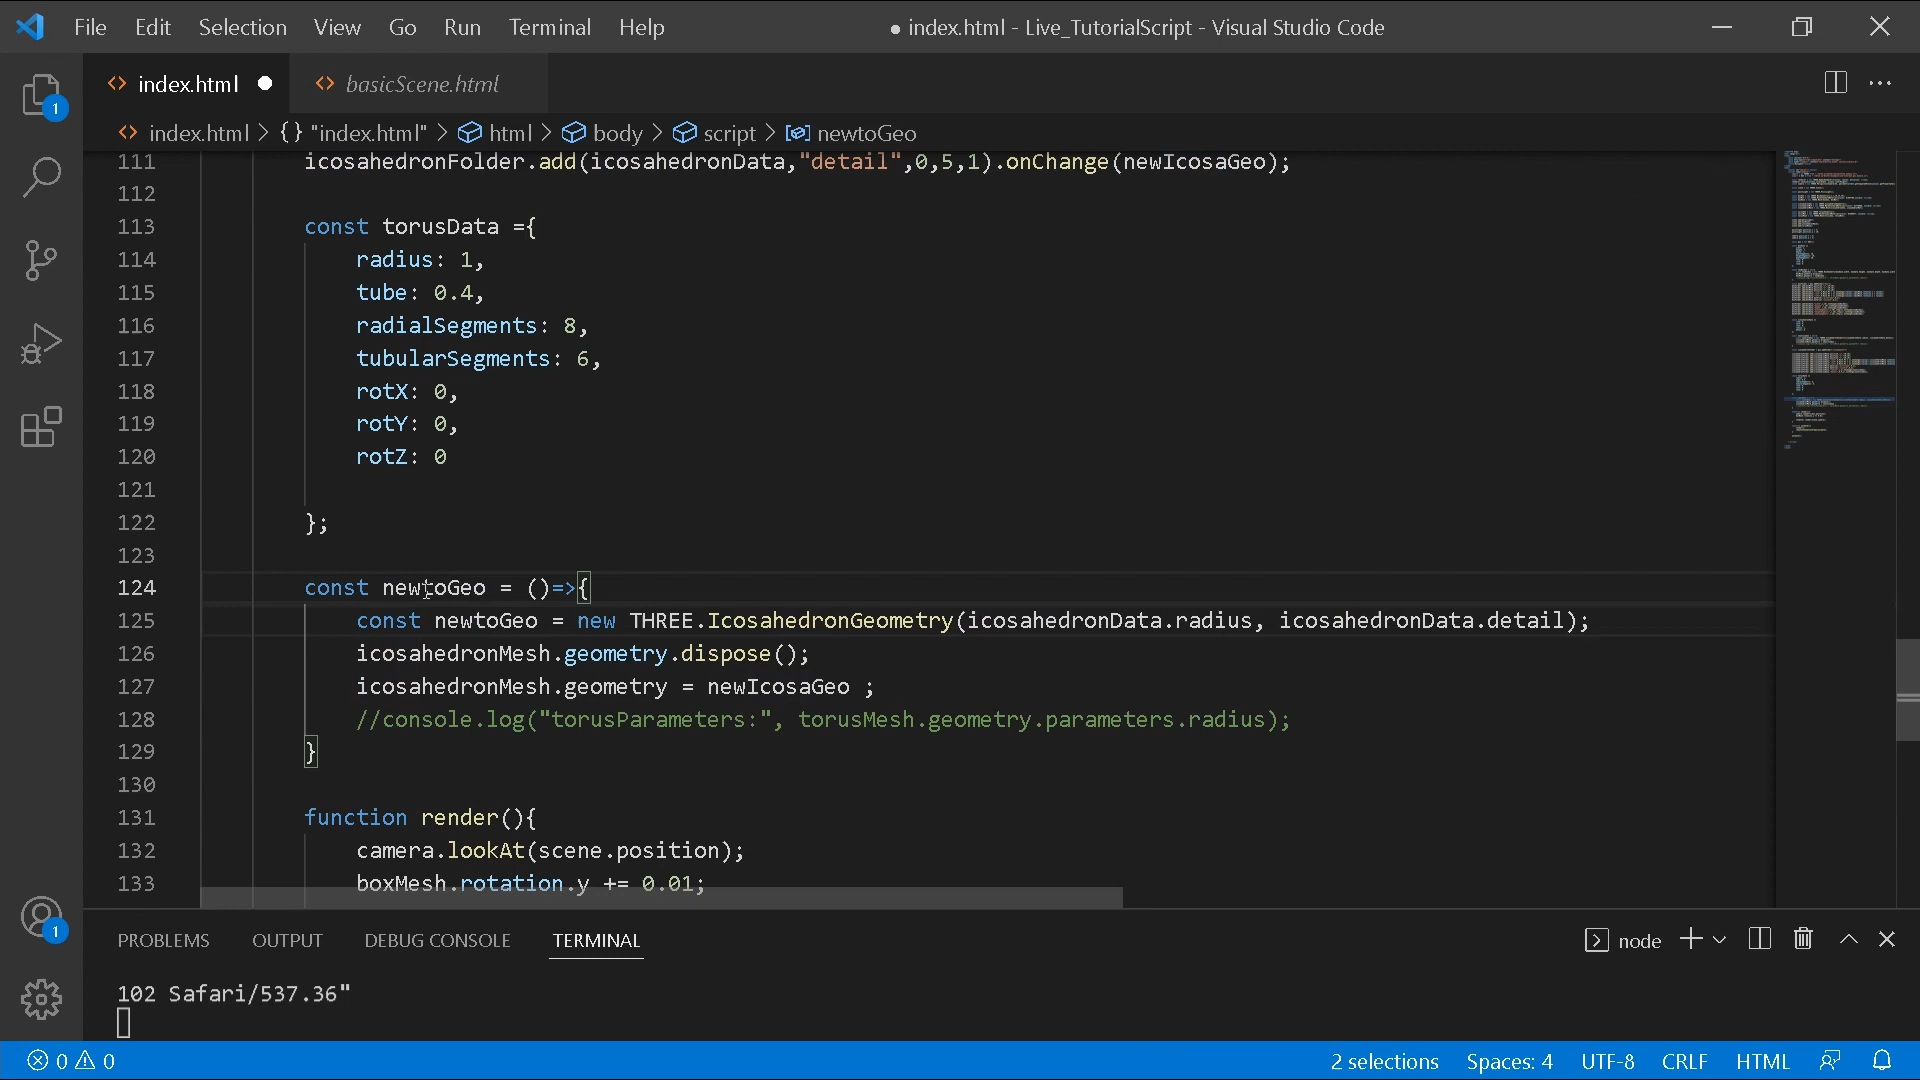 File Edit Selection View Go Run Terminal Help ● index.html - Live_TutorialScript - Visual Studio Code
index.html basicScene.html
index.html > {} "index.html" > html > body > script > newtoGeo
111 icosahedronFolder.add(icosahedronData,"detail",0,5,1).onChange(newIcosaGeo);
112
113 const torusData ={
114 radius: 1,
115 tube: 0.4,
116 radialSegments: 8,
117 tubularSegments: 6,
118 rotX: 0,
119 rotY: 0,
120 rotZ: 0
121
122 };
123
124 const newtoGeo = ()=>{
125 const newtoGeo = new THREE.IcosahedronGeometry(icosahedronData.radius, icosahedronData.detail);
126 icosahedronMesh.geometry.dispose();
127 icosahedronMesh.geometry = newIcosaGeo ;
128 //console.log("torusParameters:", torusMesh.geometry.parameters.radius);
129 }
130
131 function render(){
132 camera.lookAt(scene.position);
133 boxMesh.rotation.y += 0.01;
PROBLEMS OUTPUT DEBUG CONSOLE TERMINAL node
102 Safari/537.36"
0 0 2 selections Spaces: 4 UTF-8 CRLF HTML
1
1